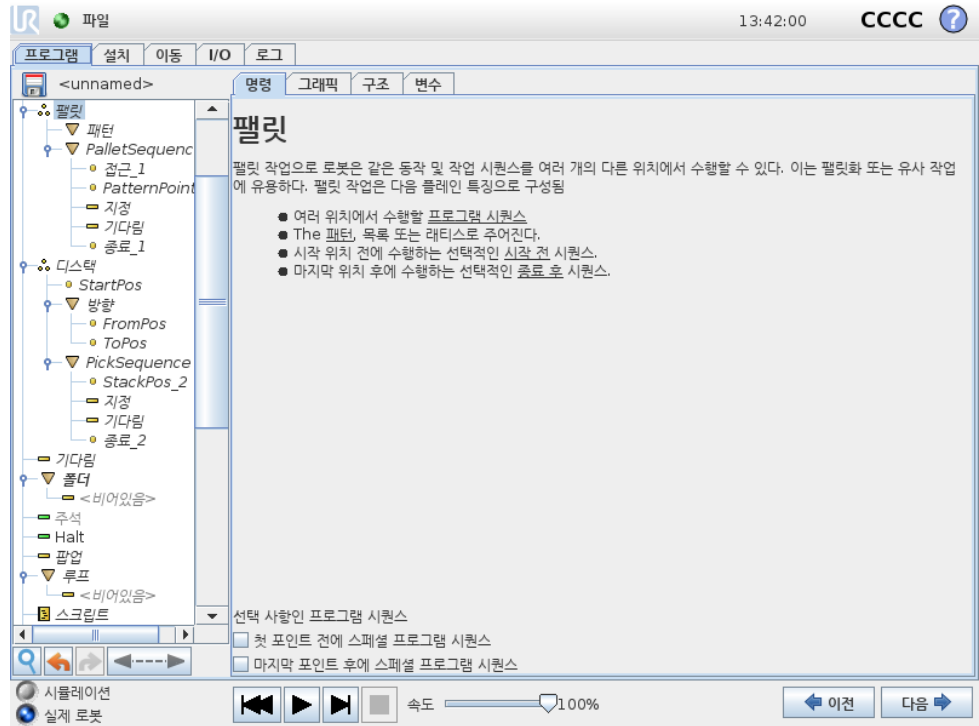 UR 파일 13:42:00 CCCC ?
프로그램 설치 이동 I/O 로그
<unnamed>
명령 그래픽 구조 변수
팰릿
패턴
PalletSequenc
접근_1
PatternPoint
지정
기다림
종료_1
디스택
StartPos
방향
FromPos
ToPos
PickSequence
StackPos_2
지정
기다림
종료_2
기다림
폴더
<비어있음>
주석
Halt
팝업
루프
<비어있음>
스크립트
팰릿
팰릿 작업으로 로봇은 같은 동작 및 작업 시퀀스를 여러 개의 다른 위치에서 수행할 수 있다. 이는 팰릿화 또는 유사 작업
에 유용하다. 팰릿 작업은 다음 플레인 특징으로 구성됨
● 여러 위치에서 수행할 프로그램 시퀀스
● The 패턴, 목록 또는 래티스로 주어진다.
● 시작 위치 전에 수행하는 선택적인 시작 전 시퀀스.
● 마지막 위치 후에 수행하는 선택적인 종료 후 시퀀스.
선택 사항인 프로그램 시퀀스
첫 포인트 전에 스페셜 프로그램 시퀀스
마지막 포인트 후에 스페셜 프로그램 시퀀스
시뮬레이션
실제 로봇
속도 100%
이전 다음